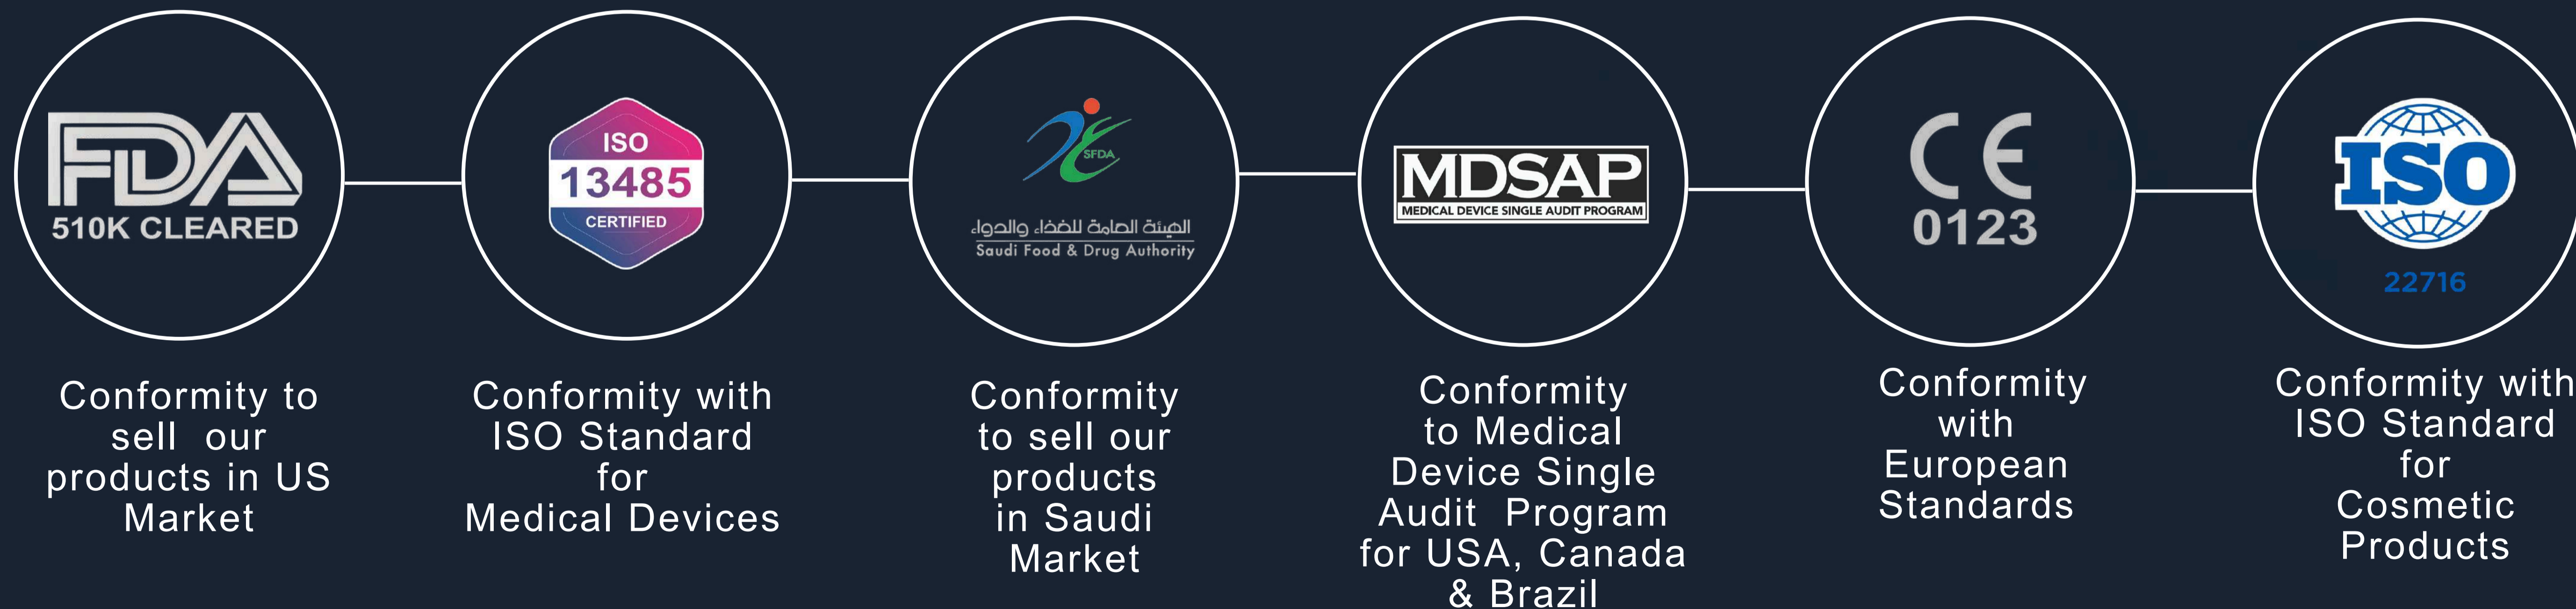 FDA
510K CLEARED
Conformity to
sell our
products in US
Market
ISO
13485
CERTIFIED
Conformity with
ISO Standard
for
Medical Devices
SFDA
الهيئة العامة للغذاء والدواء
Saudi Food & Drug Authority
Conformity
to sell our
products
in Saudi
Market
MDSAP
MEDICAL DEVICE SINGLE AUDIT PROGRAM
Conformity
to Medical
Device Single
Audit Program
for USA, Canada
& Brazil
CE
0123
Conformity
with
European
Standards
ISO
22716
Conformity with
ISO Standard
for
Cosmetic
Products